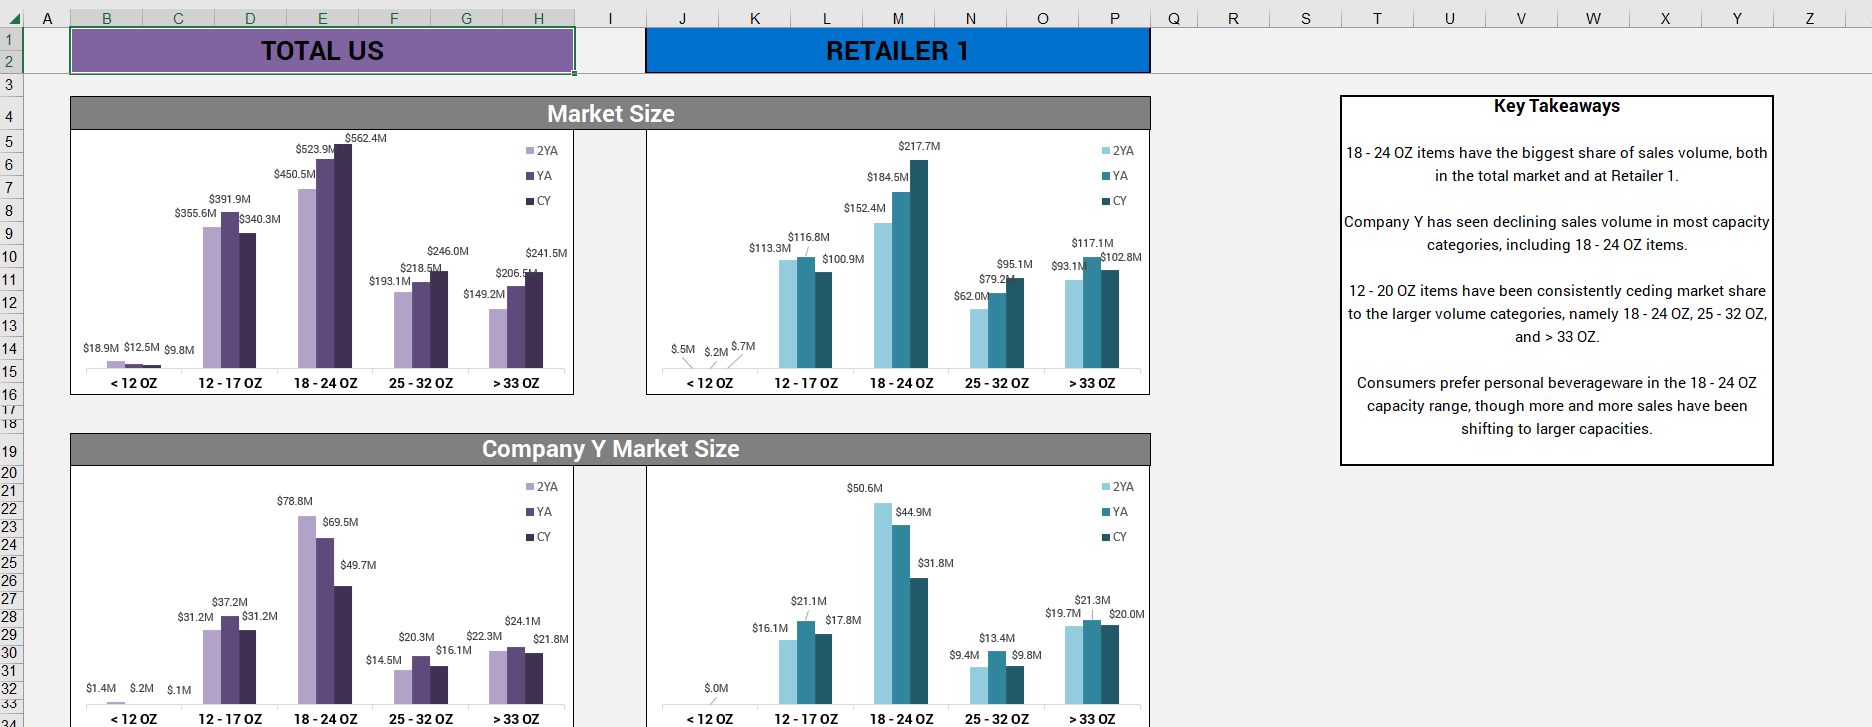 A B C D E F G H I J K L M N O P Q R S T U V W X Y Z
1
2
3
4
5
6
7
8
9
10
11
12
13
14
15
16
17
18
19
20
21
22
23
24
25
26
27
28
29
30
31
32
33
34
TOTAL US
RETAILER 1
Market Size
$18.9M $12.5M $9.8M
$355.6M $391.9M $340.3M
$450.5M $523.9M $562.4M
$193.1M $218.5M $246.0M
$149.2M $206.5M $241.5M
2YA
YA
CY
< 12 OZ 12 - 17 OZ 18 - 24 OZ 25 - 32 OZ > 33 OZ
$.5M $.2M $.7M
$113.3M $116.8M $100.9M
$152.4M $184.5M $217.7M
$62.0M $79.2M $95.1M
$93.1M $117.1M $102.8M
2YA
YA
CY
< 12 OZ 12 - 17 OZ 18 - 24 OZ 25 - 32 OZ > 33 OZ
Key Takeaways
18 - 24 OZ items have the biggest share of sales volume, both
in the total market and at Retailer 1.
Company Y has seen declining sales volume in most capacity
categories, including 18 - 24 OZ items.
12 - 20 OZ items have been consistently ceding market share
to the larger volume categories, namely 18 - 24 OZ, 25 - 32 OZ,
and > 33 OZ.
Consumers prefer personal beverageware in the 18 - 24 OZ
capacity range, though more and more sales have been
shifting to larger capacities.
Company Y Market Size
$1.4M $.2M $.1M
$31.2M $37.2M $31.2M
$78.8M $69.5M $49.7M
$14.5M $20.3M $16.1M
$22.3M $24.1M $21.8M
2YA
YA
CY
< 12 OZ 12 - 17 OZ 18 - 24 OZ 25 - 32 OZ > 33 OZ
$.0M
$16.1M $21.1M $17.8M
$50.6M $44.9M $31.8M
$9.4M $13.4M $9.8M
$19.7M $21.3M $20.0M
2YA
YA
CY
< 12 OZ 12 - 17 OZ 18 - 24 OZ 25 - 32 OZ > 33 OZ